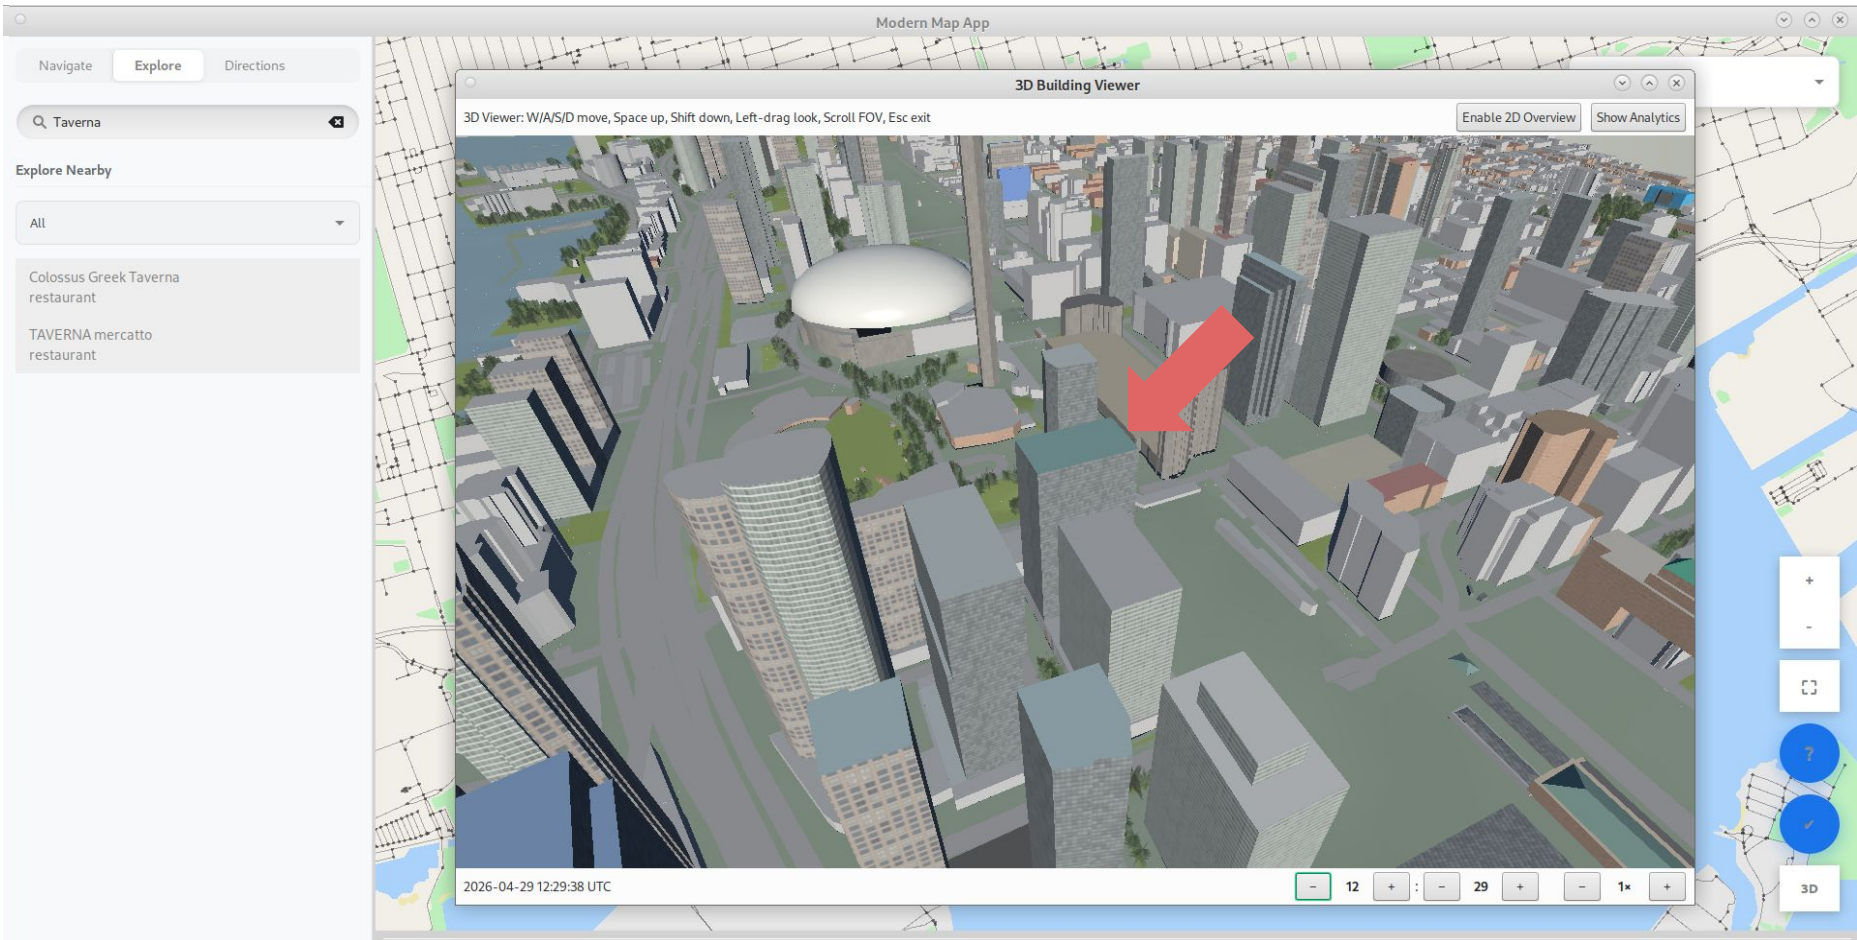 Modern Map App
Navigate Explore Directions
Taverna
Explore Nearby
All
Colossus Greek Taverna
restaurant
TAVERNA mercatto
restaurant
3D Building Viewer
3D Viewer: W/A/S/D move, Space up, Shift down, Left-drag look, Scroll FOV, Esc exit
Enable 2D Overview Show Analytics
2026-04-29 12:29:38 UTC
- 12 + : - 29 + - 1× +
+
-
?
3D